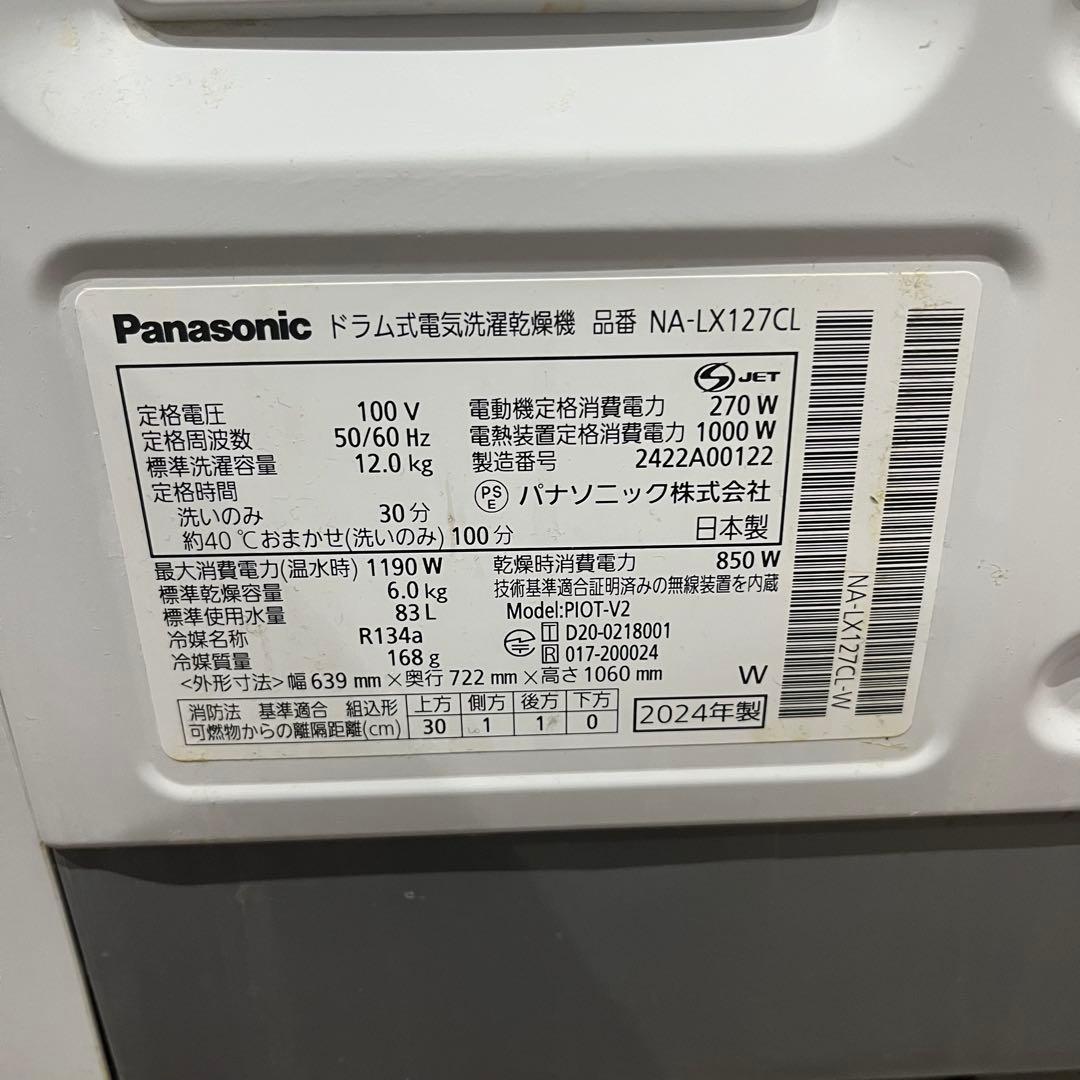 Panasonic ドラム式電気洗濯乾燥機 品番 NA-LX127CL
JET
定格電圧 100 V
定格周波数 50/60 Hz
標準洗濯容量 12.0 kg
定格時間
洗いのみ 30 分
約40 ℃おまかせ(洗いのみ) 100 分
電動機定格消費電力 270 W
電熱装置定格消費電力 1000 W
製造番号 2422A00122
PS E パナソニック株式会社
日本製
最大消費電力(温水時) 1190 W
標準乾燥容量 6.0 kg
標準使用水量 83 L
冷媒名称 R134a
冷媒質量 168 g
乾燥時消費電力 850 W
技術基準適合証明済みの無線装置を内蔵
Model:PIOT-V2
T D20-0218001
R 017-200024
<外形寸法>幅 639 mm × 奥行 722 mm × 高さ 1060 mm W
消防法 基準適合 組込形 上方 側方 後方 下方
可燃物からの離隔距離(cm) 30 1 1 0
2024年製
NA-LX127CL-W